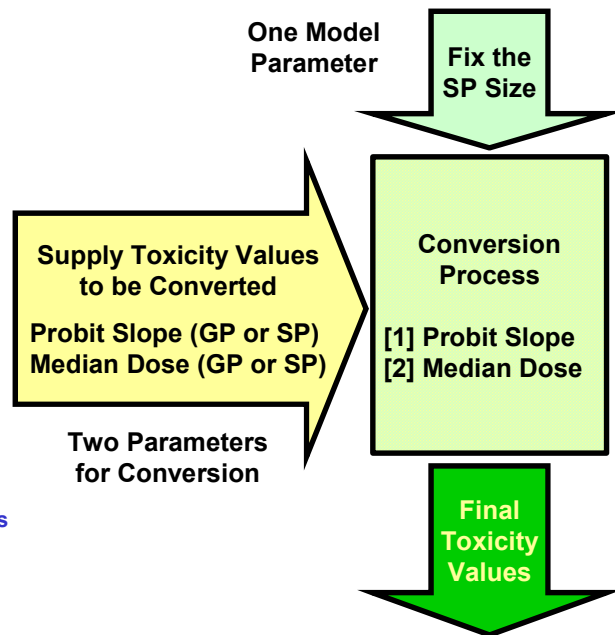 One Model
Parameter
Fix the
SP Size
Supply Toxicity Values
to be Converted
Probit Slope (GP or SP)
Median Dose (GP or SP)
Conversion
Process
[1] Probit Slope
[2] Median Dose
Two Parameters
for Conversion
s
Final
Toxicity
Values